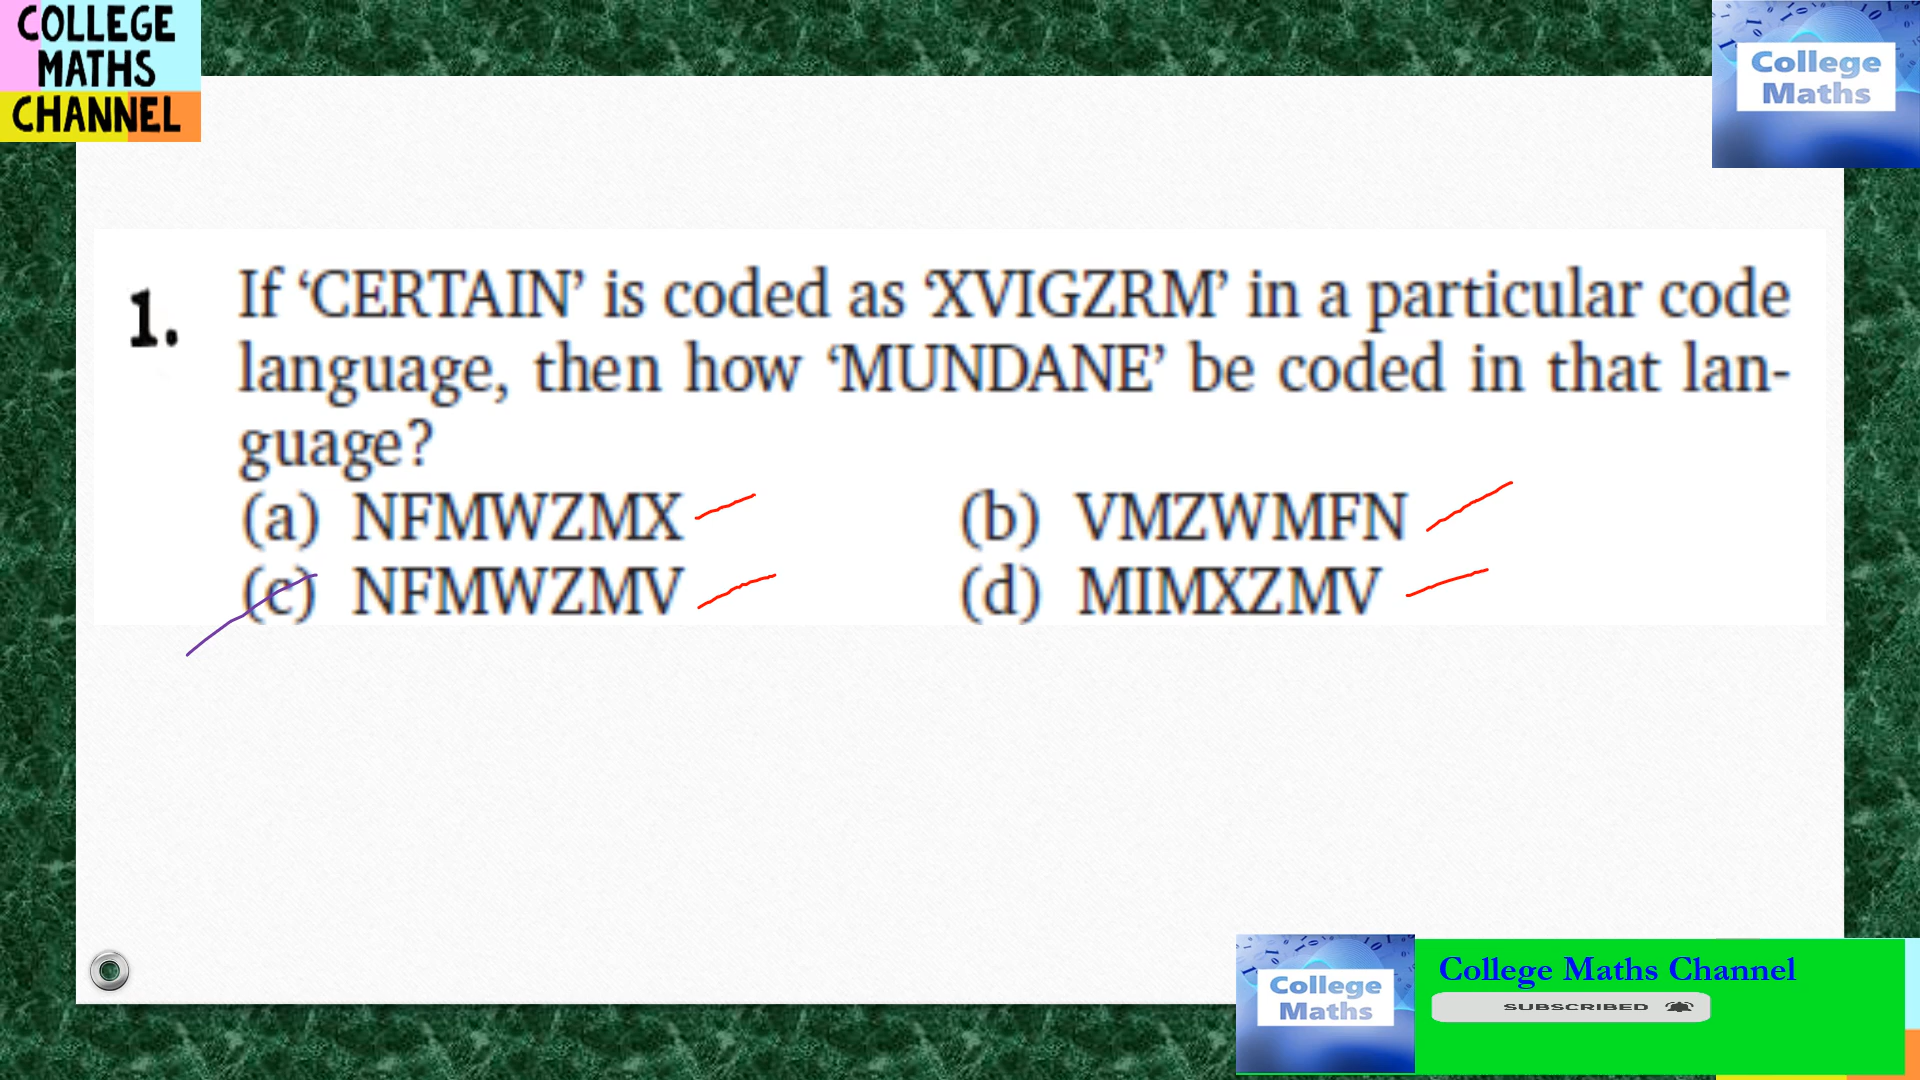 COLLEGE
MATHS
CHANNEL
College
Maths
1. If ‘CERTAIN’ is coded as ‘XVIGZRM’ in a particular code
language, then how ‘MUNDANE’ be coded in that lan-
guage?
(a) NFMWZMX (b) VMZWMFN
(c) NFMWZMV (d) MIMXZMV
College
Maths
College Maths Channel
SUBSCRIBED